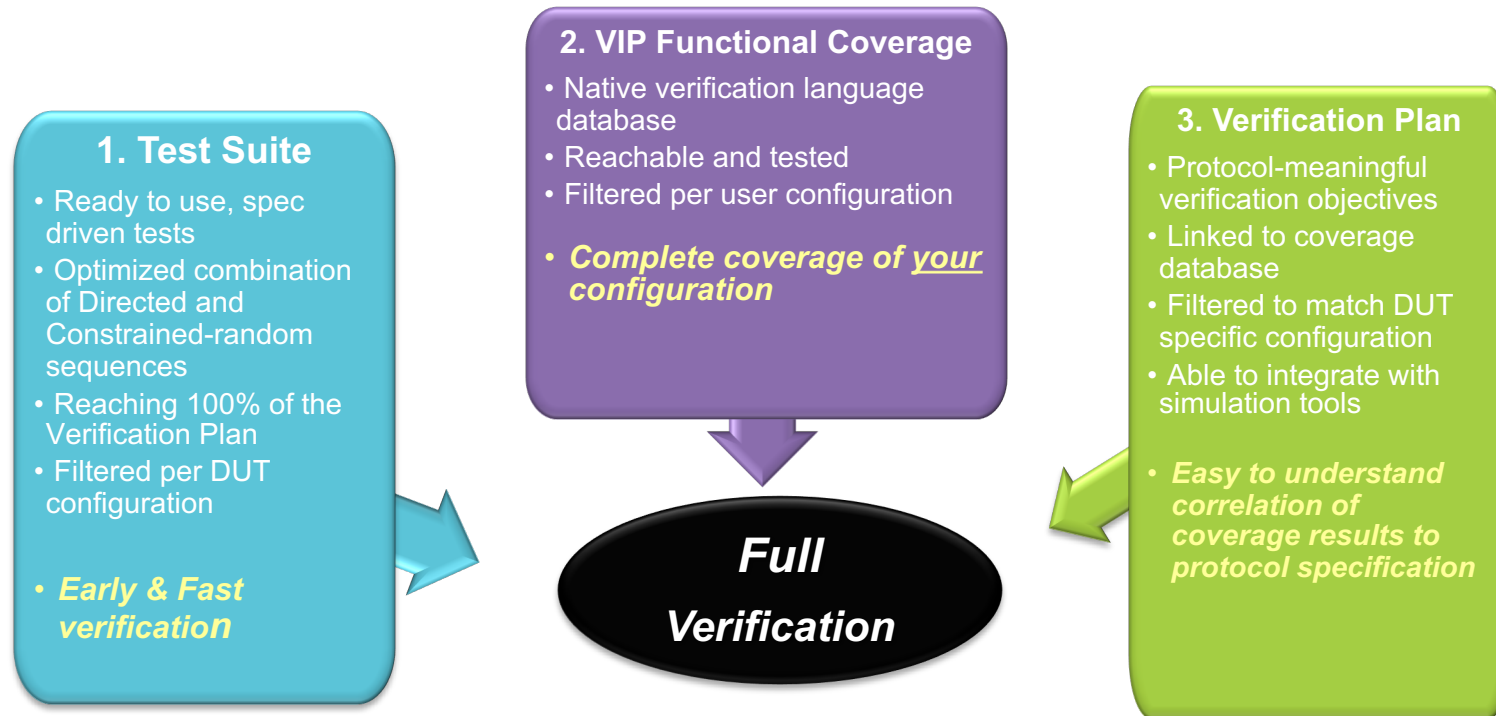 1. Test Suite
• Ready to use, spec
driven tests
• Optimized combination
of Directed and
Constrained-random
sequences
• Reaching 100% of the
Verification Plan
• Filtered per DUT
configuration
• Early & Fast
verification
2. VIP Functional Coverage
• Native verification language
database
• Reachable and tested
• Filtered per user configuration
• Complete coverage of your
configuration
3. Verification Plan
• Protocol-meaningful
verification objectives
• Linked to coverage
database
• Filtered to match DUT
specific configuration
• Able to integrate with
simulation tools
• Easy to understand
correlation of
coverage results to
protocol specification
Full
Verification